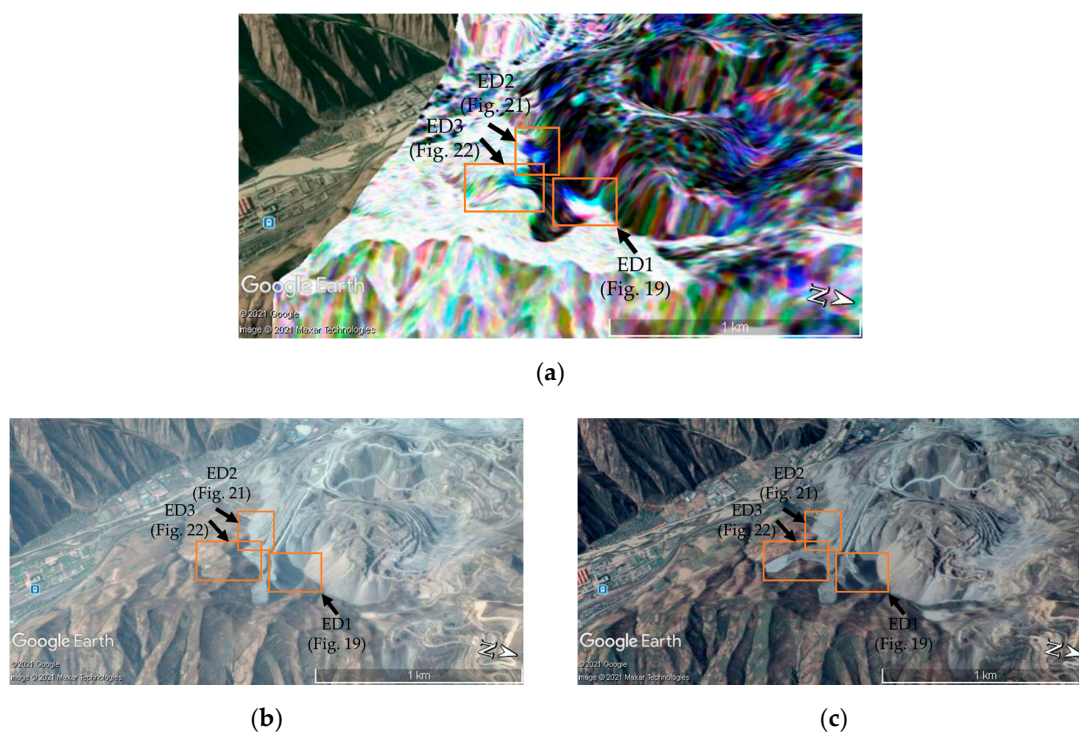 ED2
(Fig. 21)
ED3
(Fig. 22)
ED1
(Fig. 19)
Google Earth
N
© 2021 Google
Image © 2021 Maxar Technologies
1 km
(a)
ED2
(Fig. 21)
ED3
(Fig. 22)
ED1
(Fig. 19)
Google Earth
N
© 2021 Google
Image © 2021 Maxar Technologies
1 km
(b)
ED2
(Fig. 21)
ED3
(Fig. 22)
ED1
(Fig. 19)
Google Earth
N
© 2021 Google
Image © 2021 Maxar Technologies
1 km
(c)